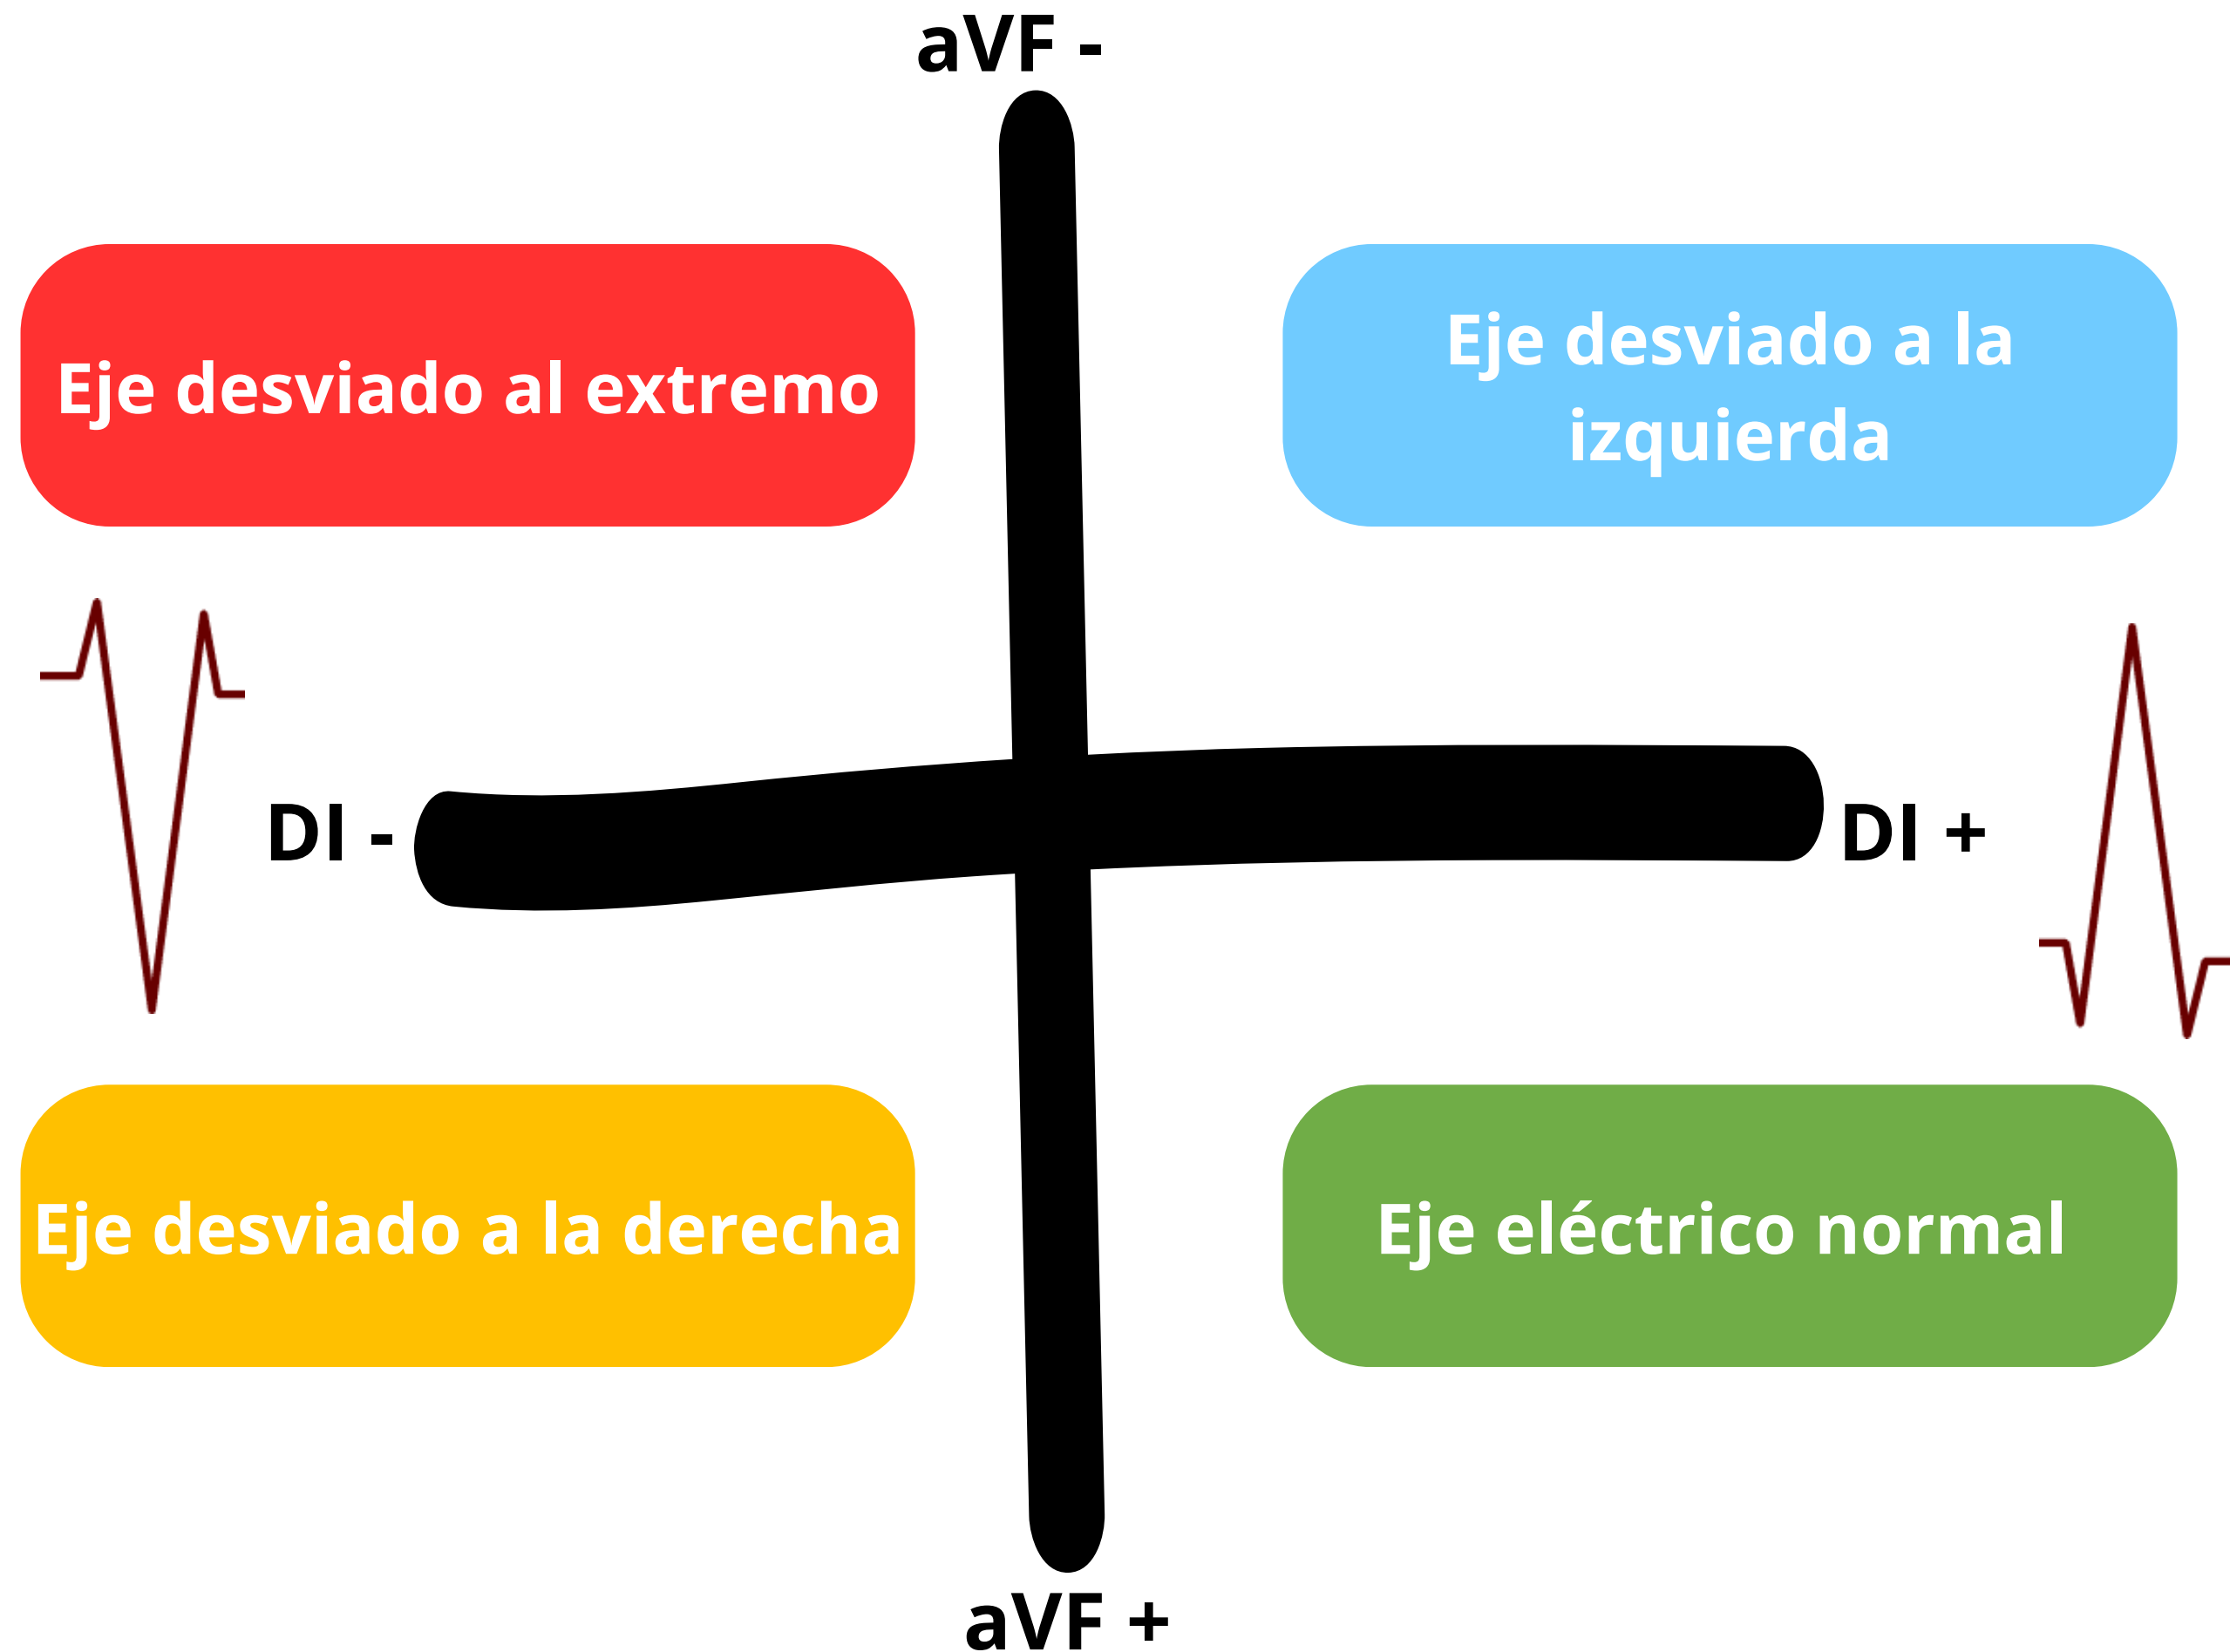 aVF -
Eje desviado al extremo
Eje desviado a la
izquierda
DI -
DI +
Eje desviado a la derecha
Eje eléctrico normal
aVF +